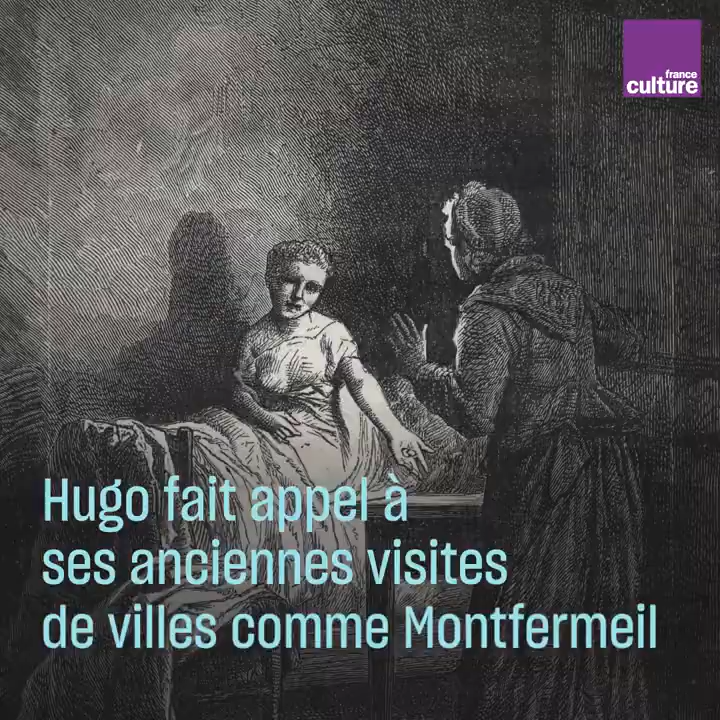 france
culture
Hugo fait appel à
ses anciennes visites
de villes comme Montfermeil